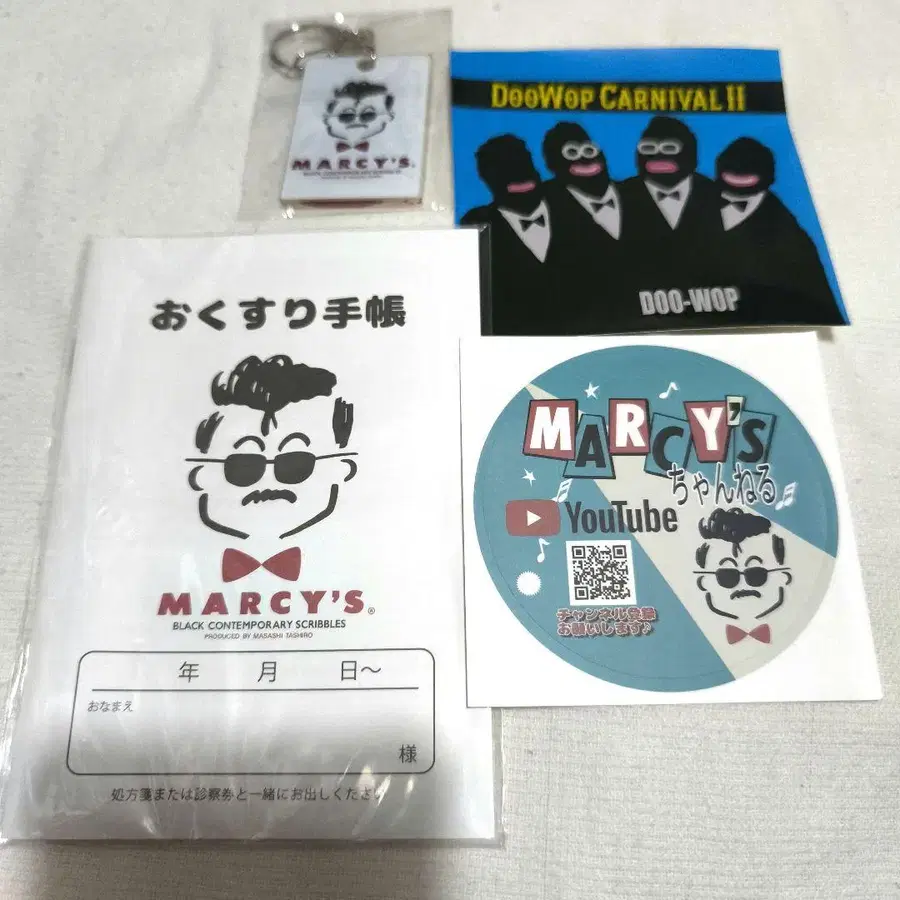 MARCY'S®
BLACK CONTEMPORARY SCRIBBLES
DOOWOP CARNIVAL II
DOO-WOP
おくすり手帳
MARCY'S®
BLACK CONTEMPORARY SCRIBBLES
PRODUCED BY MASASHI TASHIRO
年 月 日~
おなまえ
様
処方箋または診察券と一緒にお出しください
MARCY'S
ちゃんねる
YouTube
チャンネル登録
お願いします♪